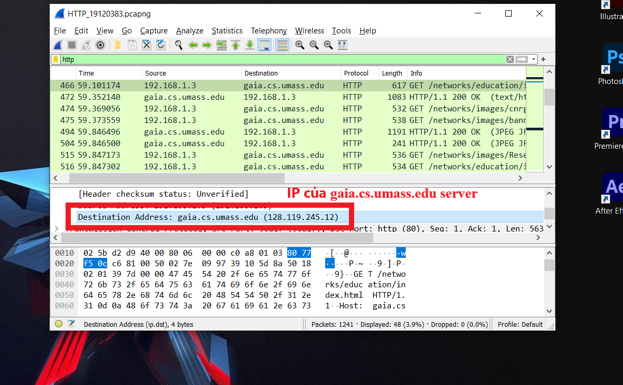 HTTP_19120383.pcapng
File Edit View Go Capture Analyze Statistics Telephony Wireless Tools Help
http
Time Source Destination Protocol Length Info
466 59.101174 192.168.1.3 gaia.cs.umass.edu HTTP 617 GET /networks/education/i
472 59.352140 gaia.cs.umass.edu 192.168.1.3 HTTP 1083 HTTP/1.1 200 OK (text/ht
474 59.369056 192.168.1.3 gaia.cs.umass.edu HTTP 532 GET /networks/images/cnrg
475 59.373559 192.168.1.3 gaia.cs.umass.edu HTTP 538 GET /networks/images/bann
494 59.846496 gaia.cs.umass.edu 192.168.1.3 HTTP 1191 HTTP/1.1 200 OK (JPEG JF
504 59.846500 gaia.cs.umass.edu 192.168.1.3 HTTP 241 HTTP/1.1 200 OK (JPEG JF
515 59.847173 192.168.1.3 gaia.cs.umass.edu HTTP 536 GET /networks/images/Rese
516 59.847302 192.168.1.3 gaia.cs.umass.edu HTTP 534 GET /networks/images/
[Header checksum status: Unverified]
IP của gaia.cs.umass.edu server
Destination Address: gaia.cs.umass.edu (128.119.245.12)
Port: http (80), Seq: 1, Ack: 1, Len: 563
0010 02 5b d2 d9 40 00 80 06 00 00 c0 a8 01 03 80 77 ·[··@··· ·······w
0020 f5 0c c6 81 00 50 02 7e 09 97 39 10 5d 8a 50 18 ·····P·~ ··9·]·P·
0030 02 01 39 7d 00 00 47 45 54 20 2f 6e 65 74 77 6f ··9}··GE T /netwo
0040 72 6b 73 2f 65 64 75 63 61 74 69 6f 6e 2f 69 6e rks/educ ation/in
0050 64 65 78 2e 68 74 6d 6c 20 48 54 54 50 2f 31 2e dex.html HTTP/1.
0060 31 0d 0a 48 6f 73 74 3a 20 67 61 69 61 2e 63 73 1··Host: gaia.cs
Destination Address (ip.dst), 4 bytes
Packets: 1241 · Displayed: 48 (3.9%) · Dropped: 0 (0.0%)
Profile: Default
Illustra
Ps
Photosh
Pr
Premiere
Ae
After Eff